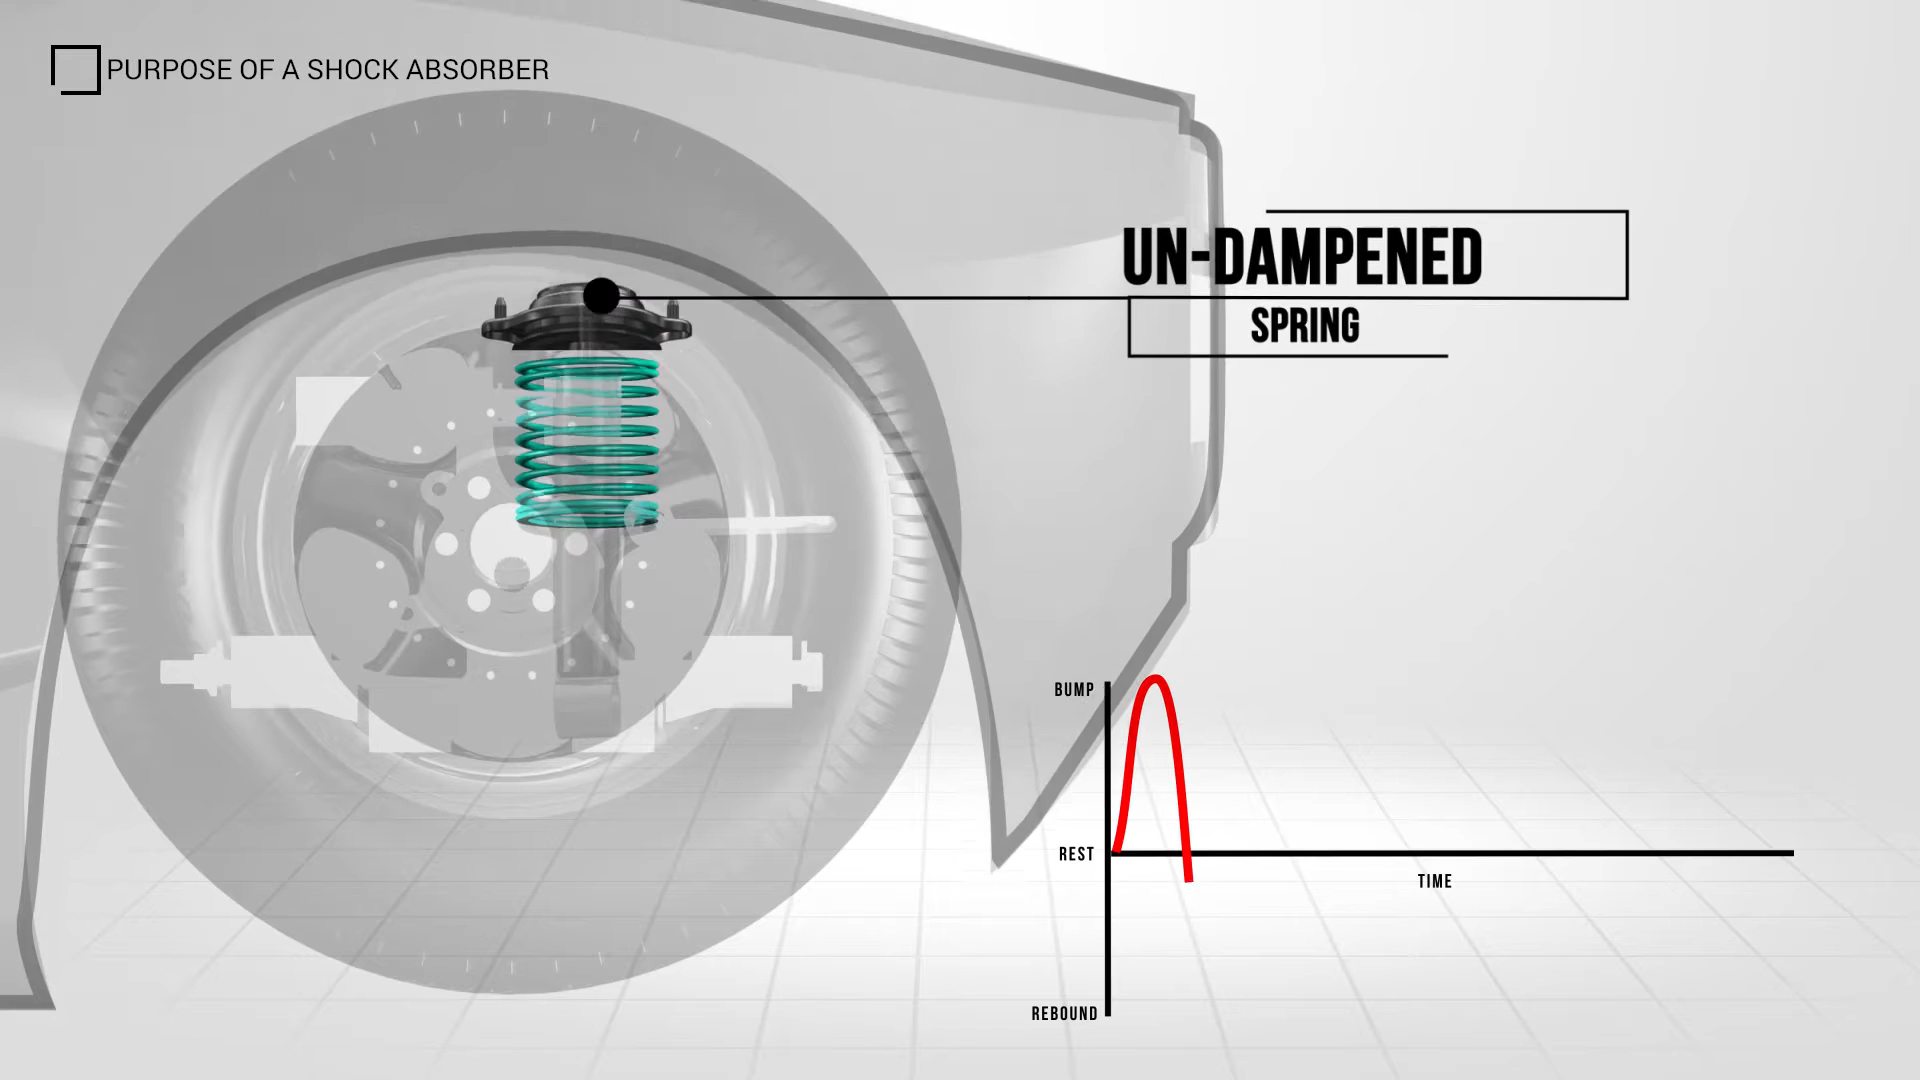 PURPOSE OF A SHOCK ABSORBER
UN-DAMPENED
SPRING
BUMP
REST
TIME
REBOUND